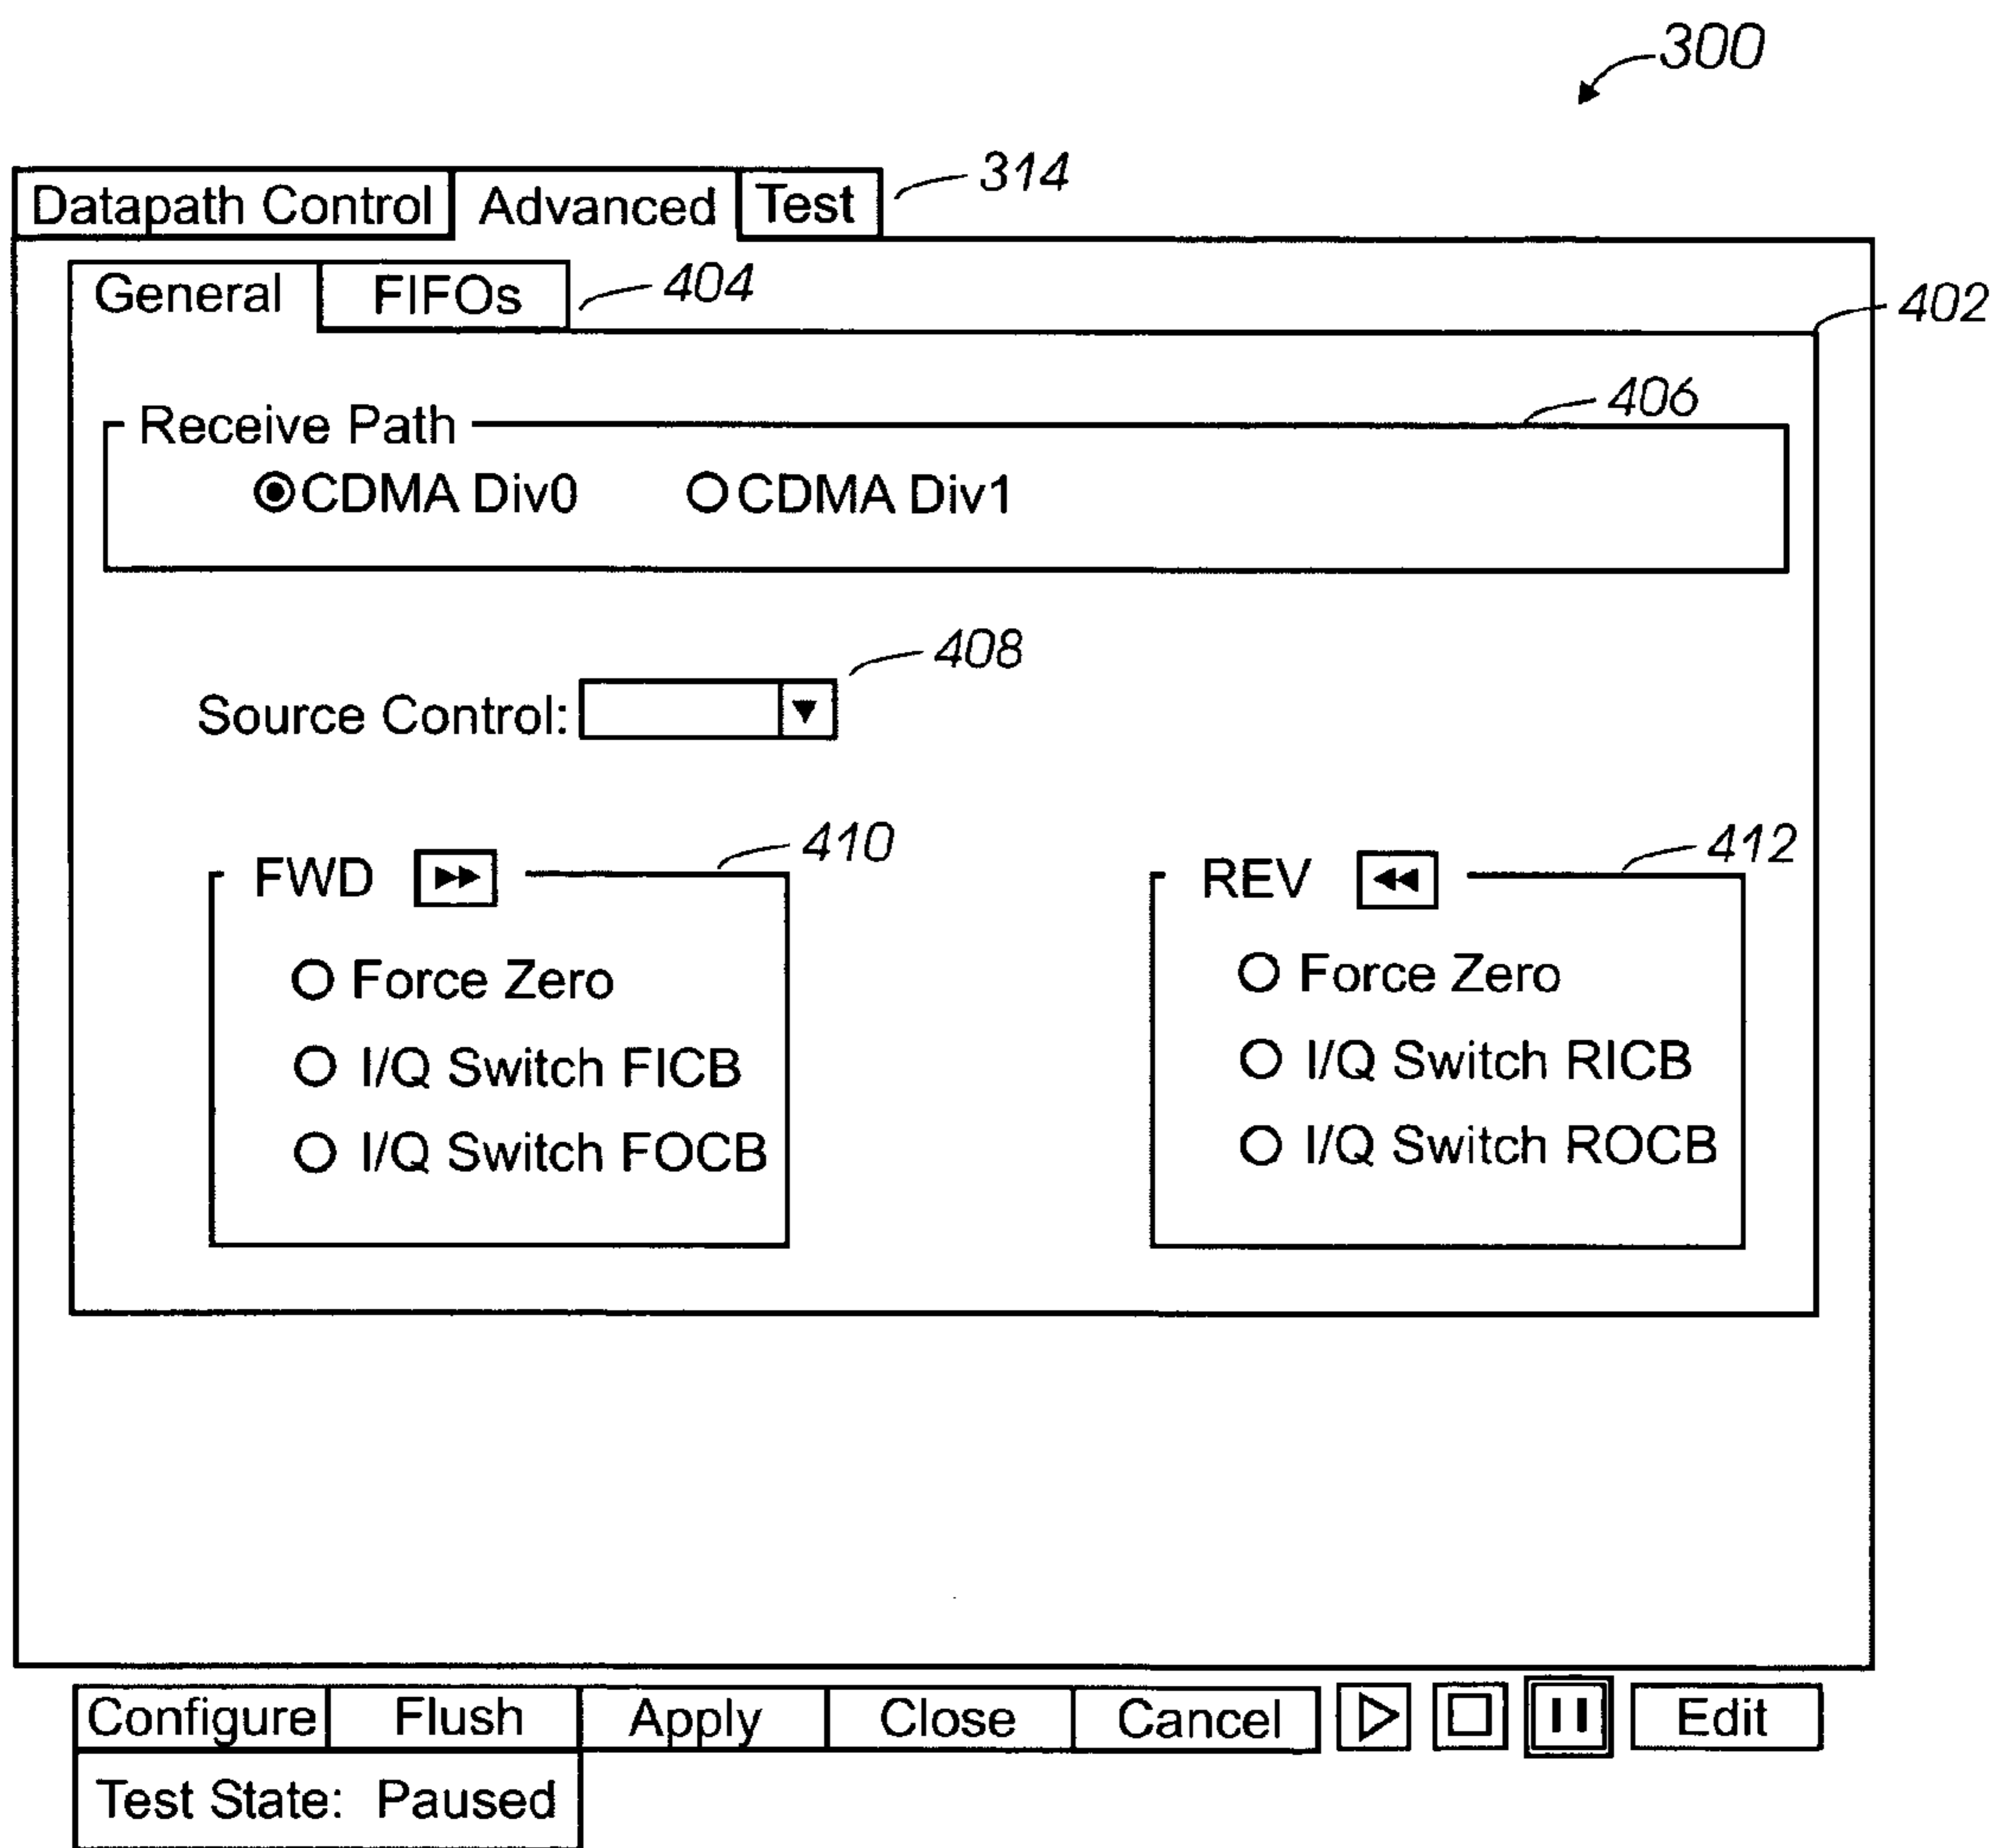 300
Datapath Control Advanced Test 314
General FIFOs 404
402
Receive Path 406
CDMA Div0 CDMA Div1
408
Source Control:
FWD 410 REV 412
Force Zero Force Zero
I/Q Switch FICB I/Q Switch RICB
I/Q Switch FOCB I/Q Switch ROCB
Configure Flush Apply Close Cancel Edit
Test State: Paused